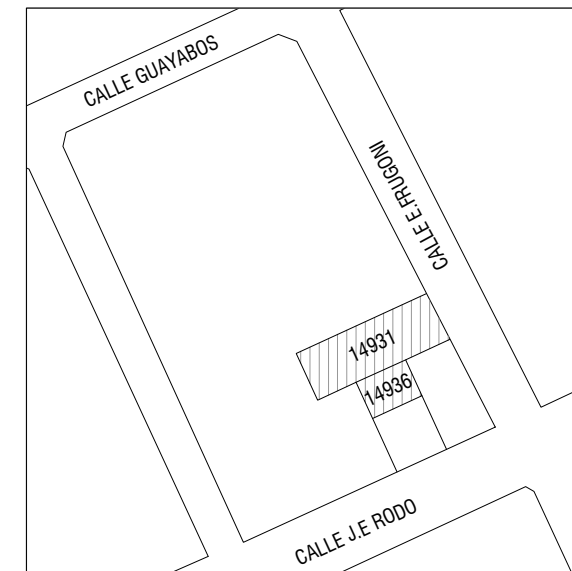 CALLE GUAYABOS
CALLE E.FRUGONI
14931
14936
CALLE J.E RODO